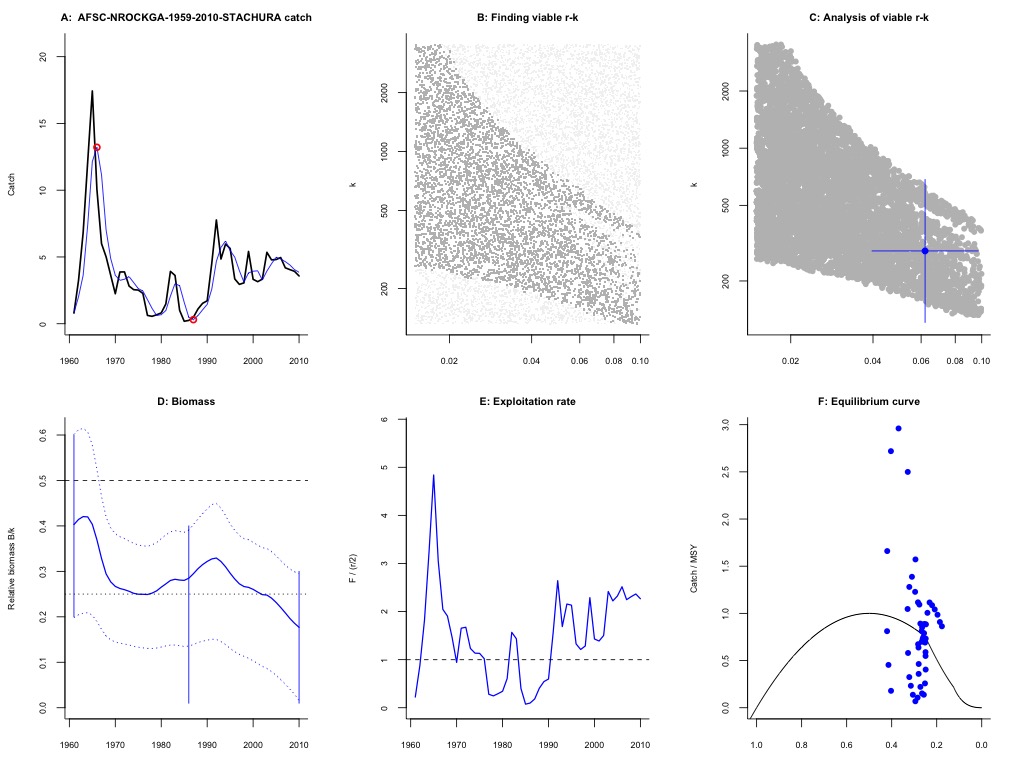 A:  AFSC-NROCKGA-1959-2010-STACHURA catch
Catch
0 5 10 15 20
1960 1970 1980 1990 2000 2010
B: Finding viable r-k
k
200 500 1000 2000
0.02 0.04 0.06 0.08 0.10
C: Analysis of viable r-k
k
200 500 1000 2000
0.02 0.04 0.06 0.08 0.10
D: Biomass
Relative biomass B/k
0.0 0.1 0.2 0.3 0.4 0.5 0.6
1960 1970 1980 1990 2000 2010
E: Exploitation rate
F / (r/2)
0 1 2 3 4 5 6
1960 1970 1980 1990 2000 2010
F: Equilibrium curve
Catch / MSY
0.0 0.5 1.0 1.5 2.0 2.5 3.0
1.0 0.8 0.6 0.4 0.2 0.0